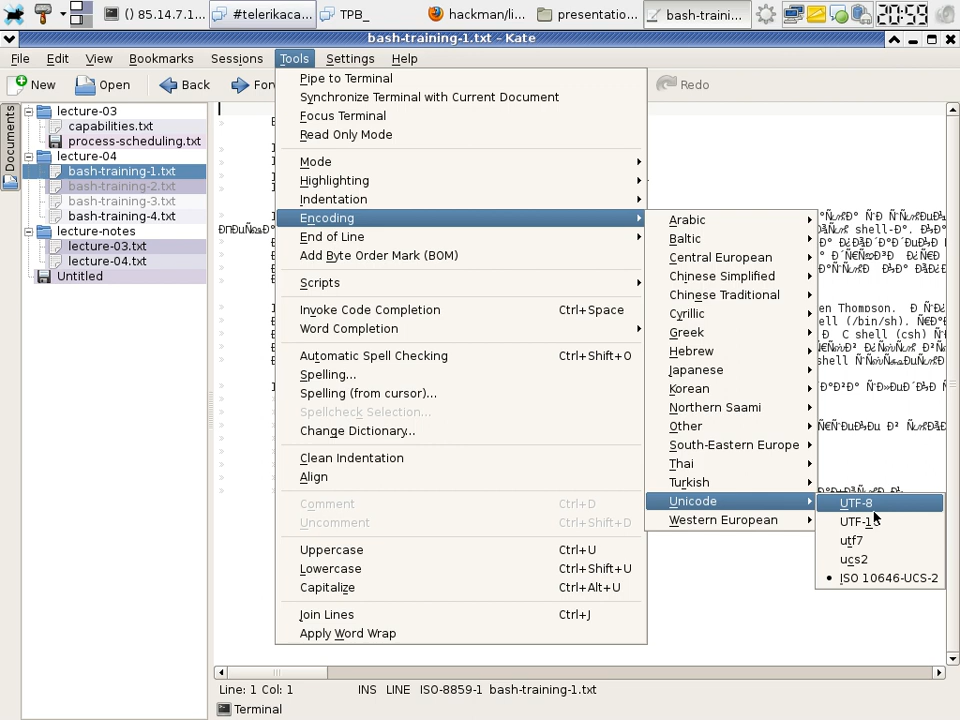 () 85.14.7.1...
#telerikaca...
TPB_
hackman/li...
presentatio...
bash-traini...
20:59
bash-training-1.txt - Kate
File Edit View Bookmarks Sessions Tools Settings Help
New Open Back Redo
Documents
lecture-03
capabilities.txt
process-scheduling.txt
lecture-04
bash-training-1.txt
bash-training-2.txt
bash-training-3.txt
bash-training-4.txt
lecture-notes
lecture-03.txt
lecture-04.txt
Untitled
Pipe to Terminal
Synchronize Terminal with Current Document
Focus Terminal
Read Only Mode
Mode
Highlighting
Indentation
Encoding
End of Line
Add Byte Order Mark (BOM)
Scripts
Invoke Code Completion Ctrl+Space
Word Completion
Automatic Spell Checking Ctrl+Shift+O
Spelling...
Spelling (from cursor)...
Spellcheck Selection...
Change Dictionary...
Clean Indentation
Align
Comment Ctrl+D
Uncomment Ctrl+Shift+D
Uppercase Ctrl+U
Lowercase Ctrl+Shift+U
Capitalize Ctrl+Alt+U
Join Lines Ctrl+J
Apply Word Wrap
Arabic
Baltic
Central European
Chinese Simplified
Chinese Traditional
Cyrillic
Greek
Hebrew
Japanese
Korean
Northern Saami
Other
South-Eastern Europe
Thai
Turkish
Unicode
Western European
UTF-8
utf7
ucs2
ISO 10646-UCS-2
Thompson.
(/bin/sh).
C shell (csh)
shell
Line: 1 Col: 1 INS LINE ISO-8859-1 bash-training-1.txt
Terminal